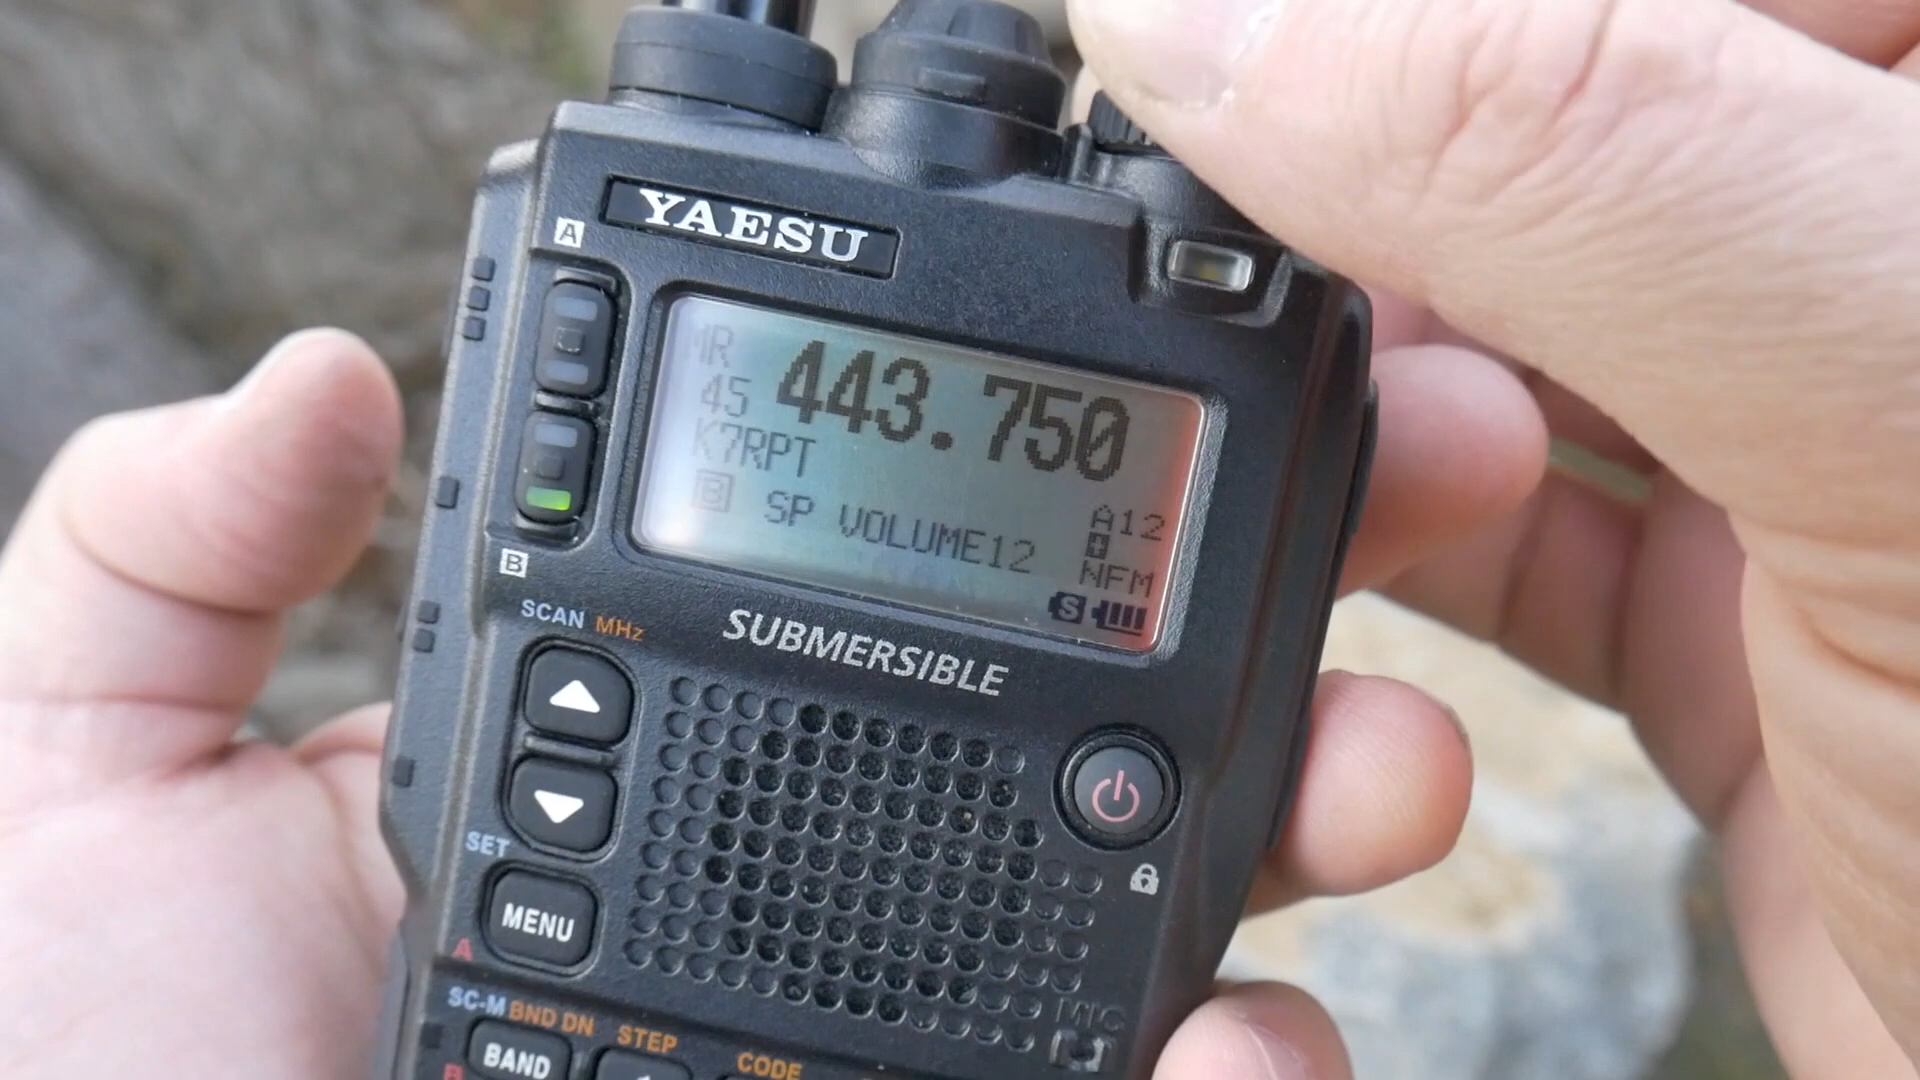 YAESU
A
MR
45 443.750
K7RPT
B SP VOLUME12 A12
+
NFM
S
B
SUBMERSIBLE
SCAN MHz
SET
MENU
A
MIC
SC-M BND DN STEP CODE
BAND
B